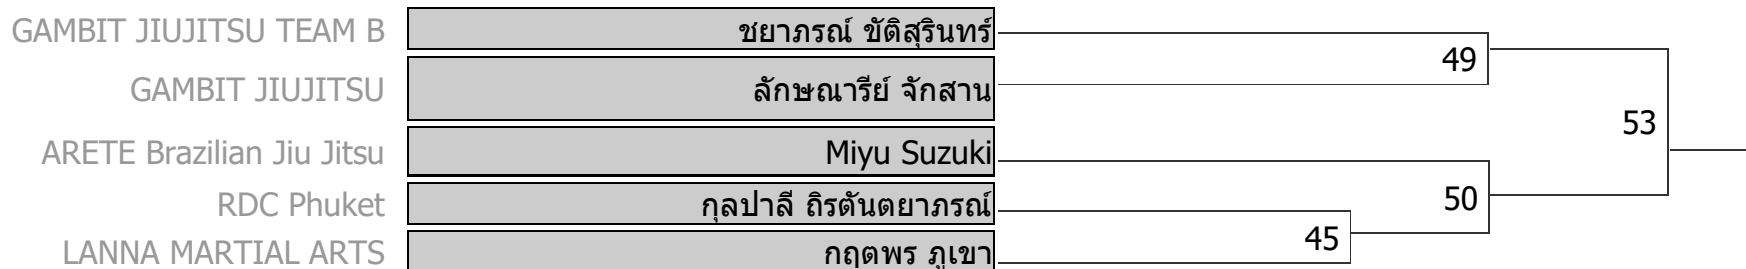 GAMBIT JIUJITSU TEAM B ชยาภรณ์ ขัติสุรินทร์
49
GAMBIT JIUJITSU ลักษณารีย์ จักสาน
53
ARETE Brazilian Jiu Jitsu Miyu Suzuki
RDC Phuket กุลปาลี ถิรตันตยาภรณ์
50
45
LANNA MARTIAL ARTS กฤตพร ภูเขา